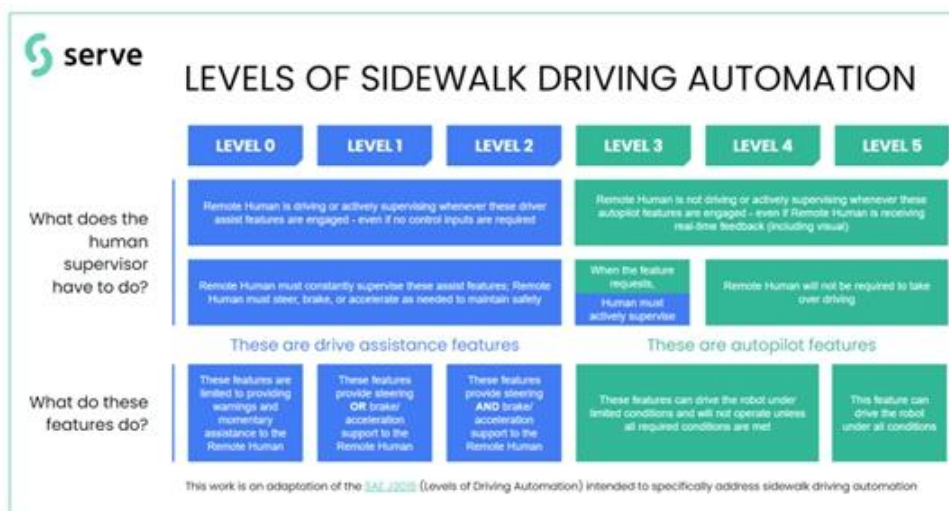 serve
LEVELS OF SIDEWALK DRIVING AUTOMATION
LEVEL 0
LEVEL 1
LEVEL 2
LEVEL 3
LEVEL 4
LEVEL 5
What does the
human
supervisor
have to do?
Remote Human is driving or actively supervising whenever these driver
assist features are engaged - even if no control inputs are required
Remote Human is not driving or actively supervising whenever these
autopilot features are engaged - even if Remote Human is receiving
real-time feedback (including visual)
Remote Human must constantly supervise these assist features; Remote
Human must steer, brake, or accelerate as needed to maintain safety
When the feature
requests,
Human must
actively supervise
Remote Human will not be required to take
over driving
These are drive assistance features
These are autopilot features
What do these
features do?
These features are
limited to providing
warnings and
momentary
assistance to the
Remote Human
These features
provide steering
OR brake/
acceleration
support to the
Remote Human
These features
provide steering
AND brake/
acceleration
support to the
Remote Human
These features can drive the robot under
limited conditions and will not operate unless
all required conditions are met
This feature can
drive the robot
under all conditions
This work is an adaptation of the SAE J3016 (Levels of Driving Automation) intended to specifically address sidewalk driving automation